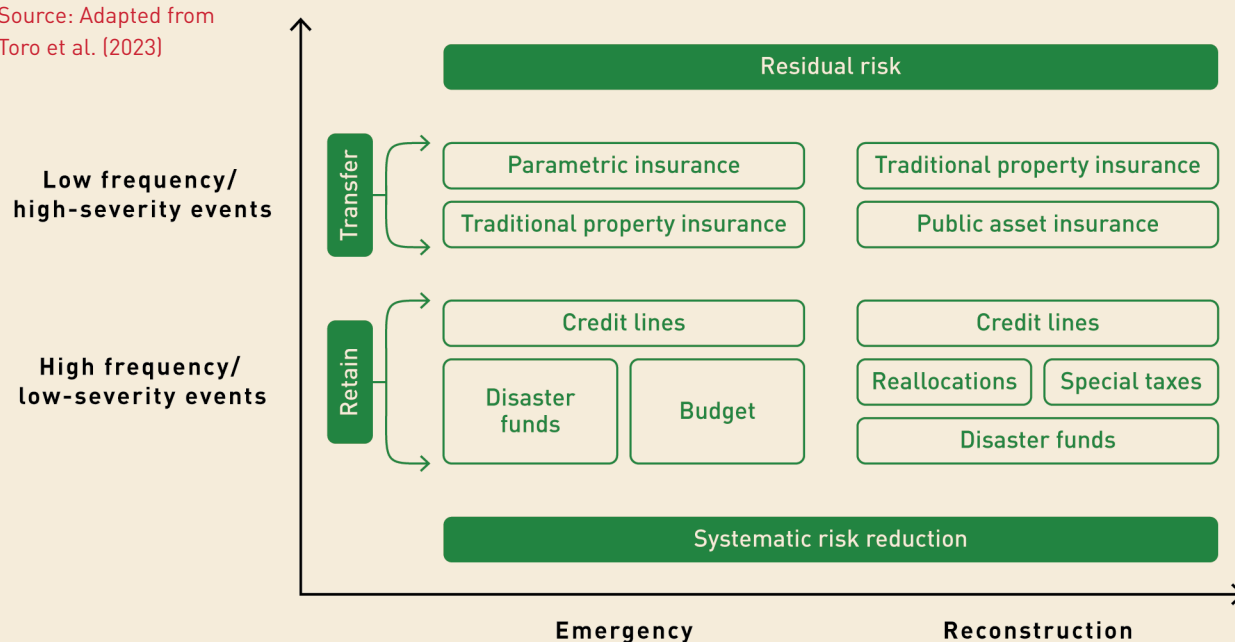 Source: Adapted from
Toro et al. (2023)
Residual risk
Low frequency/
high-severity events
Transfer
Parametric insurance
Traditional property insurance
Traditional property insurance
Public asset insurance
High frequency/
low-severity events
Retain
Credit lines
Disaster
funds
Budget
Credit lines
Reallocations
Special taxes
Disaster funds
Systematic risk reduction
Emergency
Reconstruction